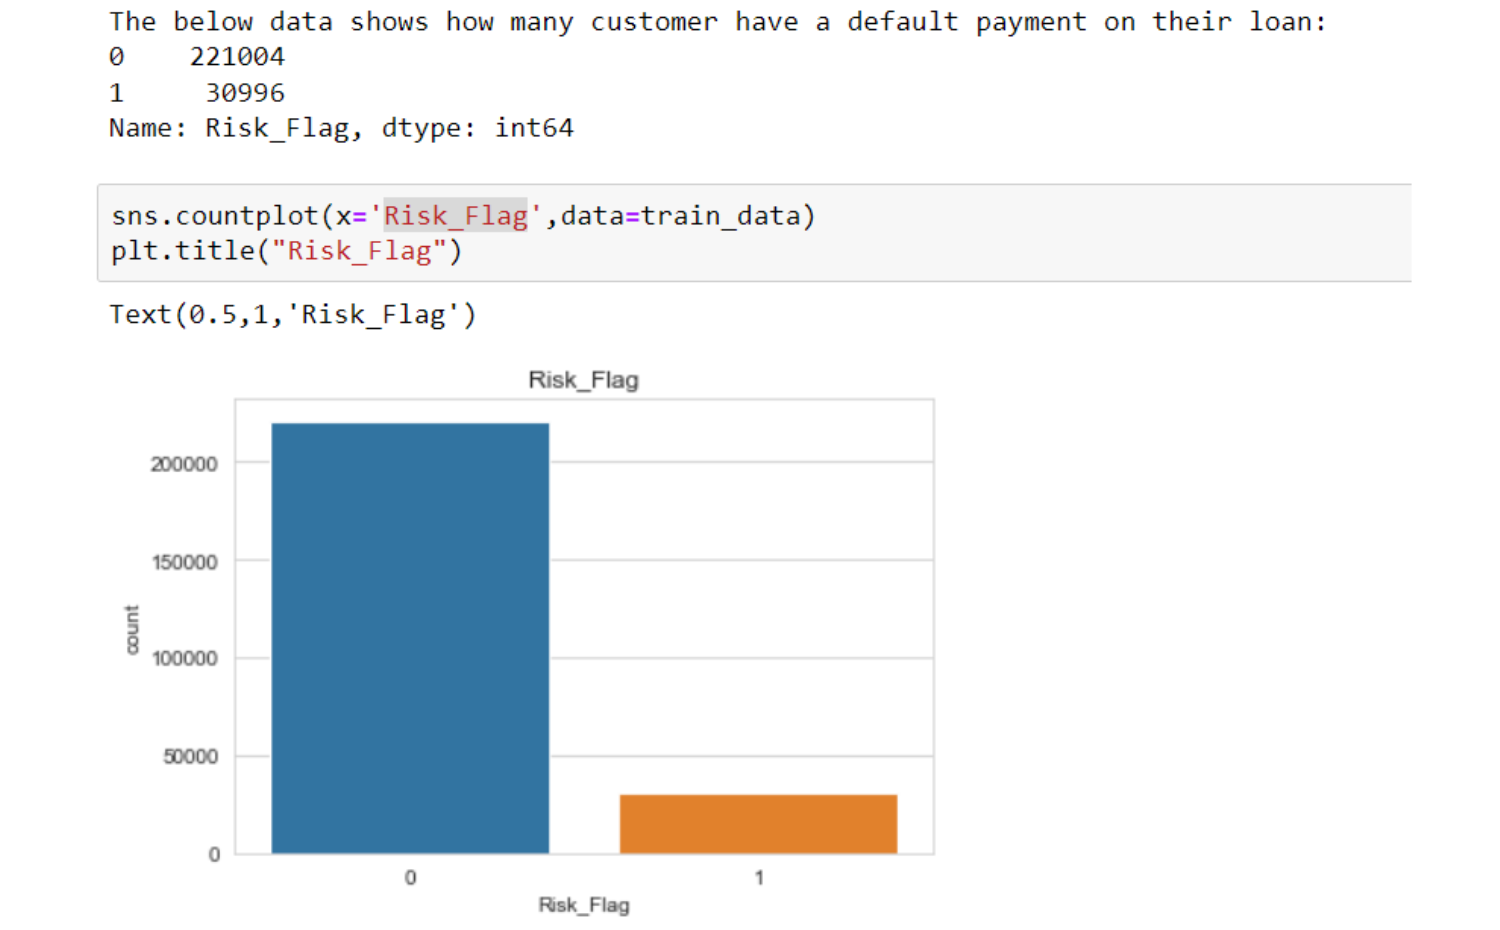 The below data shows how many customer have a default payment on their loan:
0    221004
1     30996
Name: Risk_Flag, dtype: int64
sns.countplot(x='Risk_Flag',data=train_data)
plt.title("Risk_Flag")
Text(0.5,1,'Risk_Flag')
Risk_Flag
200000
150000
count
100000
50000
0
0 1
Risk_Flag